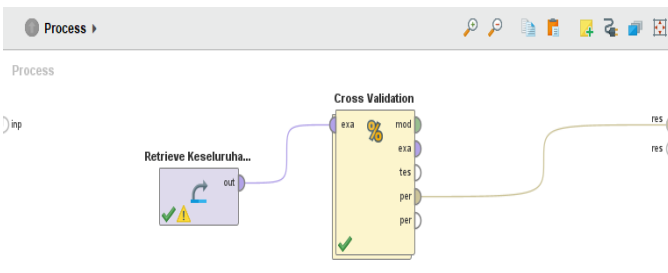 Process
Process
inp
Retrieve Keseluruha...
out
Cross Validation
exa
%
mod
exa
tes
per
per
res
res